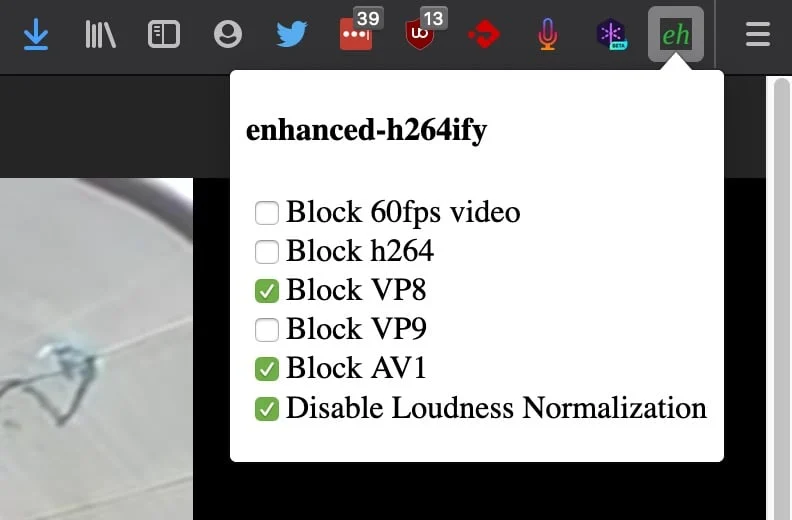 39
13
BETA
eh
enhanced-h264ify
Block 60fps video
Block h264
Block VP8
Block VP9
Block AV1
Disable Loudness Normalization